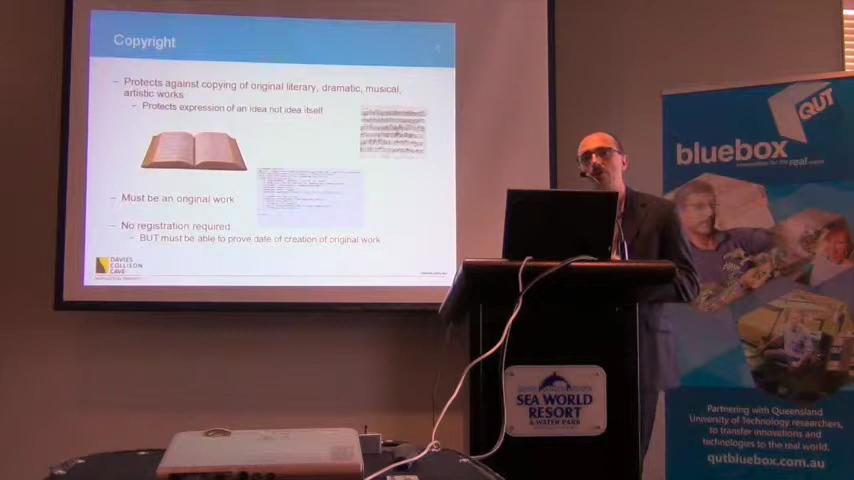 Copyright
– Protects against copying of original literary, dramatic, musical,
artistic works
– Protects expression of an idea not idea itself
– Must be an original work
– No registration required
– BUT must be able to prove date of creation of original work
DAVIES
COLLISON
CAVE
QUT
bluebox
SEA WORLD
RESORT
& WATER PARK
Partnering with Queensland
University of Technology researchers,
to transfer innovations and
technologies to the real world.
qutbluebox.com.au